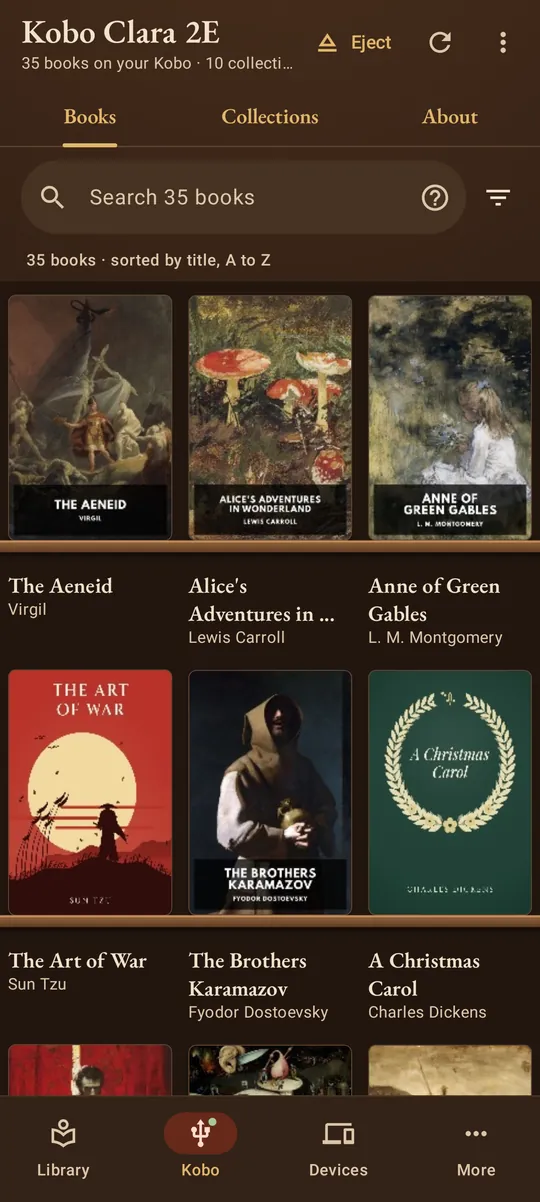 Kobo Clara 2E
35 books on your Kobo · 10 collecti…
Eject
Books
Collections
About
Search 35 books
35 books · sorted by title, A to Z
THE AENEID
VIRGIL
ALICE'S ADVENTURES
IN WONDERLAND
LEWIS CARROLL
ANNE OF
GREEN GABLES
L. M. MONTGOMERY
The Aeneid
Virgil
Alice's
Adventures in ...
Lewis Carroll
Anne of Green
Gables
L. M. Montgomery
THE ART
OF WAR
SUN TZU
THE BROTHERS
KARAMAZOV
FYODOR DOSTOEVSKY
A Christmas
Carol
CHARLES DICKENS
The Art of War
Sun Tzu
The Brothers
Karamazov
Fyodor Dostoevsky
A Christmas
Carol
Charles Dickens
Library
Kobo
Devices
More